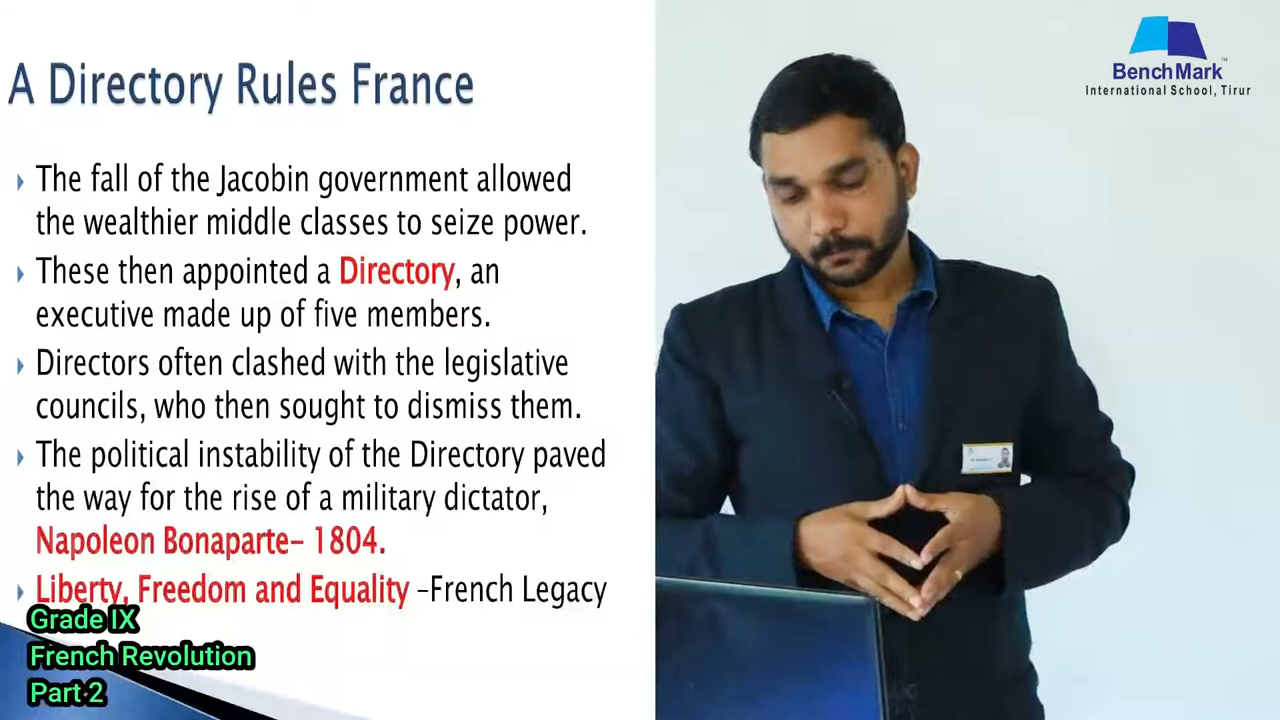 A Directory Rules France
The fall of the Jacobin government allowed
the wealthier middle classes to seize power.
These then appointed a Directory, an
executive made up of five members.
Directors often clashed with the legislative
councils, who then sought to dismiss them.
The political instability of the Directory paved
the way for the rise of a military dictator,
Napoleon Bonaparte– 1804.
Liberty, Freedom and Equality –French Legacy
Grade IX
French Revolution
Part 2
BenchMark
TM
International School, Tirur